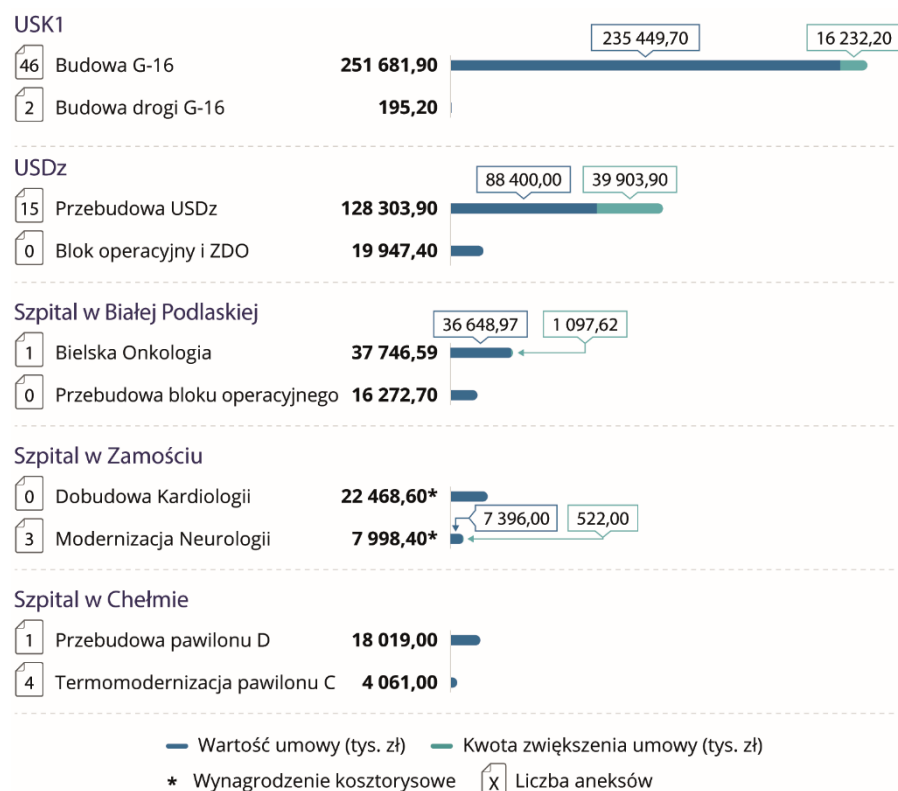 USK1
235 449,70 16 232,20
46 Budowa G-16 251 681,90
2 Budowa drogi G-16 195,20
USDz
88 400,00 39 903,90
15 Przebudowa USDz 128 303,90
0 Blok operacyjny i ZDO 19 947,40
Szpital w Białej Podlaskiej
36 648,97 1 097,62
1 Bielska Onkologia 37 746,59
0 Przebudowa bloku operacyjnego 16 272,70
Szpital w Zamościu
0 Dobudowa Kardiologii 22 468,60*
7 396,00 522,00
3 Modernizacja Neurologii 7 998,40*
Szpital w Chełmie
1 Przebudowa pawilonu D 18 019,00
4 Termomodernizacja pawilonu C 4 061,00
Wartość umowy (tys. zł) Kwota zwiększenia umowy (tys. zł)
* Wynagrodzenie kosztorysowe X Liczba aneksów